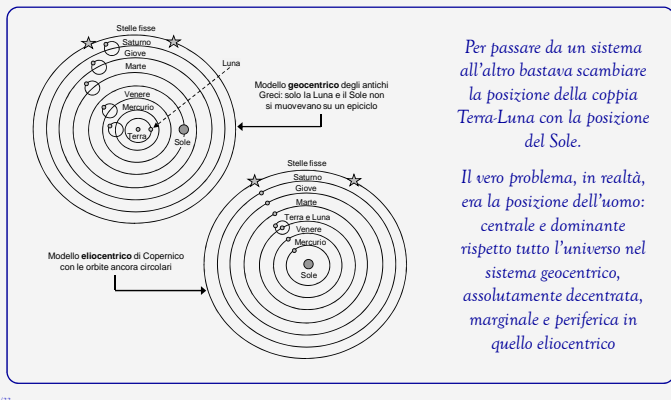 Stelle fisse
Saturno
Giove
Marte
Luna
Venere
Mercurio
Terra
Sole
Modello geocentrico degli antichi
Greci: solo la Luna e il Sole non
si muovevano su un epiciclo
Stelle fisse
Saturno
Giove
Marte
Terra e Luna
Venere
Mercurio
Sole
Modello eliocentrico di Copernico
con le orbite ancora circolari
Per passare da un sistema
all'altro bastava scambiare
la posizione della coppia
Terra-Luna con la posizione
del Sole.
Il vero problema, in realtà,
era la posizione dell'uomo:
centrale e dominante
rispetto tutto l'universo nel
sistema geocentrico,
assolutamente decentrata,
marginale e periferica in
quello eliocentrico